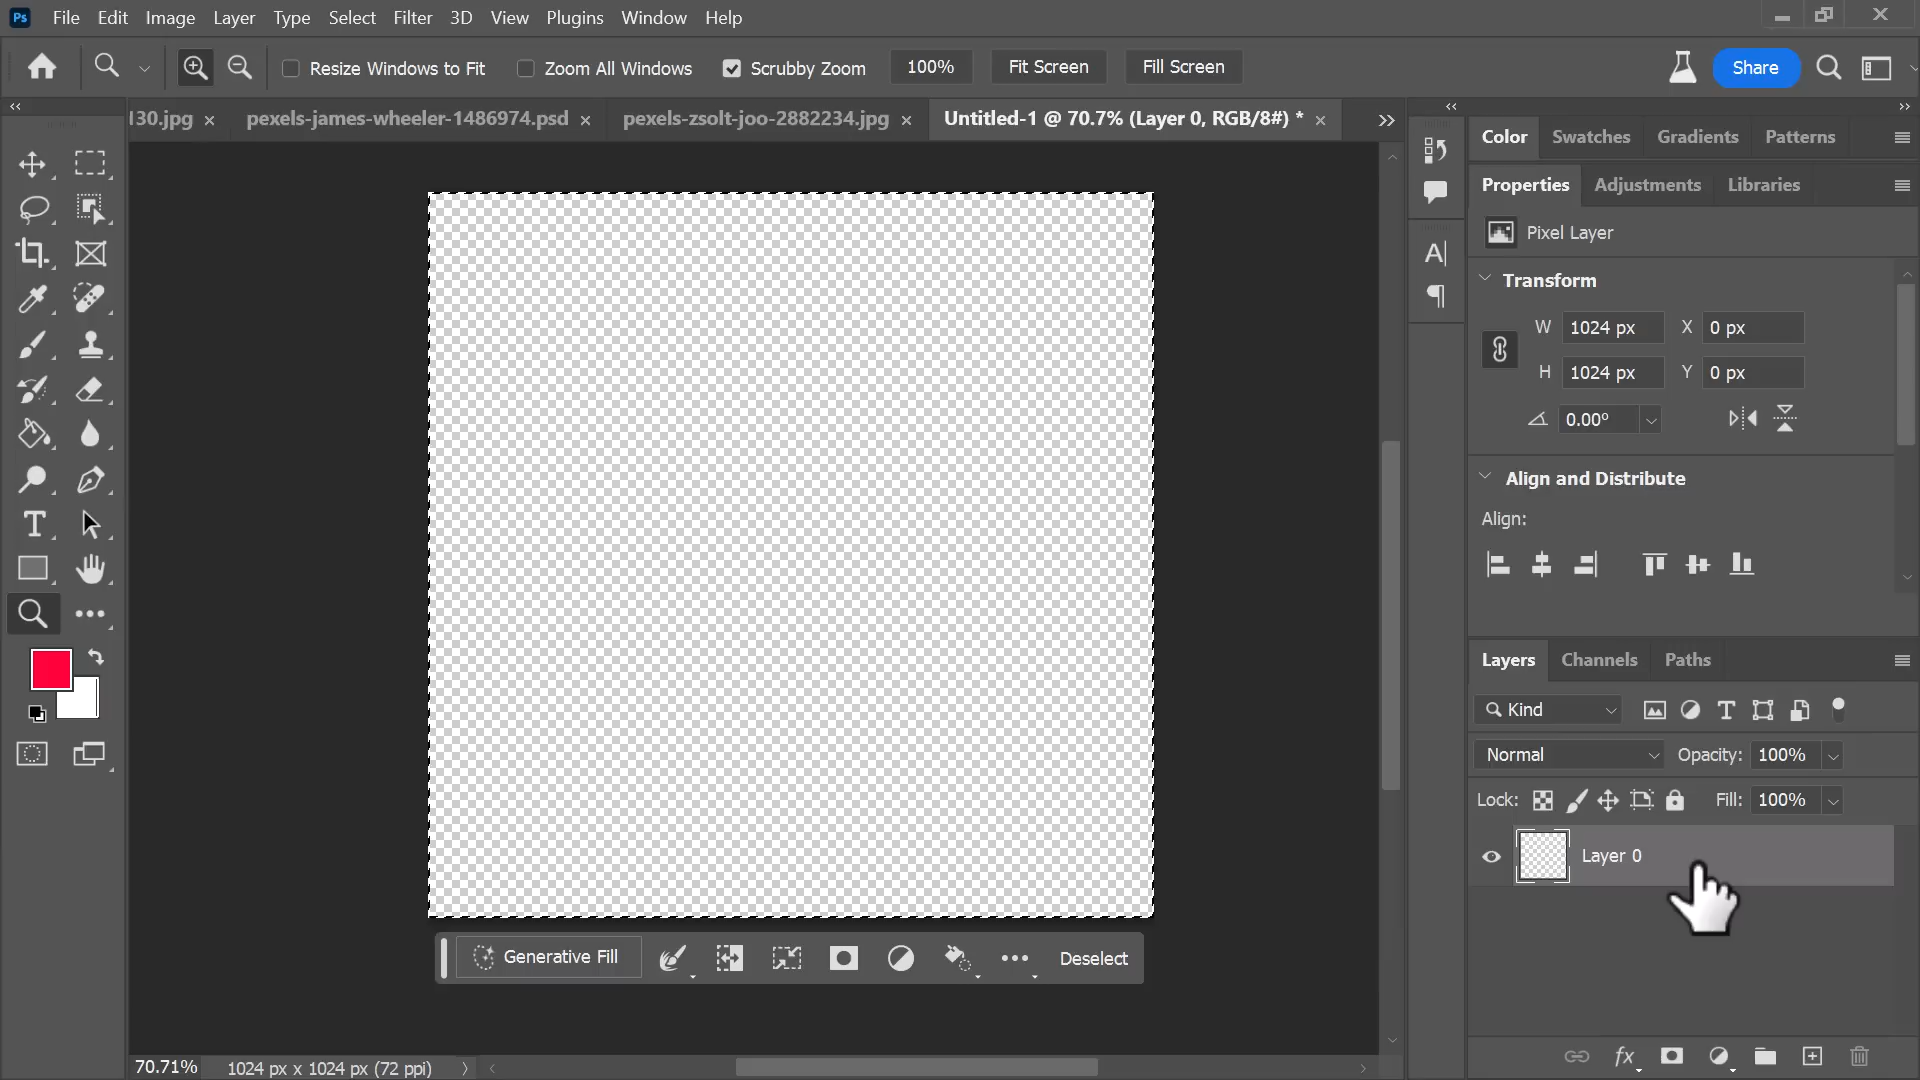 Ps File Edit Image Layer Type Select Filter 3D View Plugins Window Help
Resize Windows to Fit Zoom All Windows Scrubby Zoom 100% Fit Screen Fill Screen Share
130.jpg × pexels-james-wheeler-1486974.psd × pexels-zsolt-joo-2882234.jpg × Untitled-1 @ 70.7% (Layer 0, RGB/8#) * ×
Color Swatches Gradients Patterns
Properties Adjustments Libraries
Pixel Layer
Transform
W 1024 px X 0 px
H 1024 px Y 0 px
0.00°
Align and Distribute
Align:
Layers Channels Paths
Kind
Normal Opacity: 100%
Lock: Fill: 100%
Layer 0
Generative Fill Deselect
70.71% 1024 px x 1024 px (72 ppi)
fx